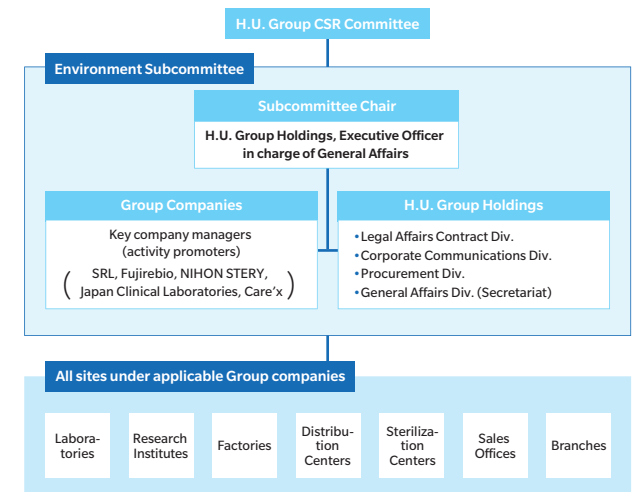 H.U. Group CSR Committee
Environment Subcommittee
Subcommittee Chair
H.U. Group Holdings, Executive Officer
in charge of General Affairs
Group Companies
Key company managers
(activity promoters)
( SRL, Fujirebio, NIHON STERY,
Japan Clinical Laboratories, Care’x )
H.U. Group Holdings
• Legal Affairs Contract Div.
• Corporate Communications Div.
• Procurement Div.
• General Affairs Div. (Secretariat)
All sites under applicable Group companies
Labora-
tories
Research
Institutes
Factories
Distribu-
tion
Centers
Steriliza-
tion
Centers
Sales
Offices
Branches